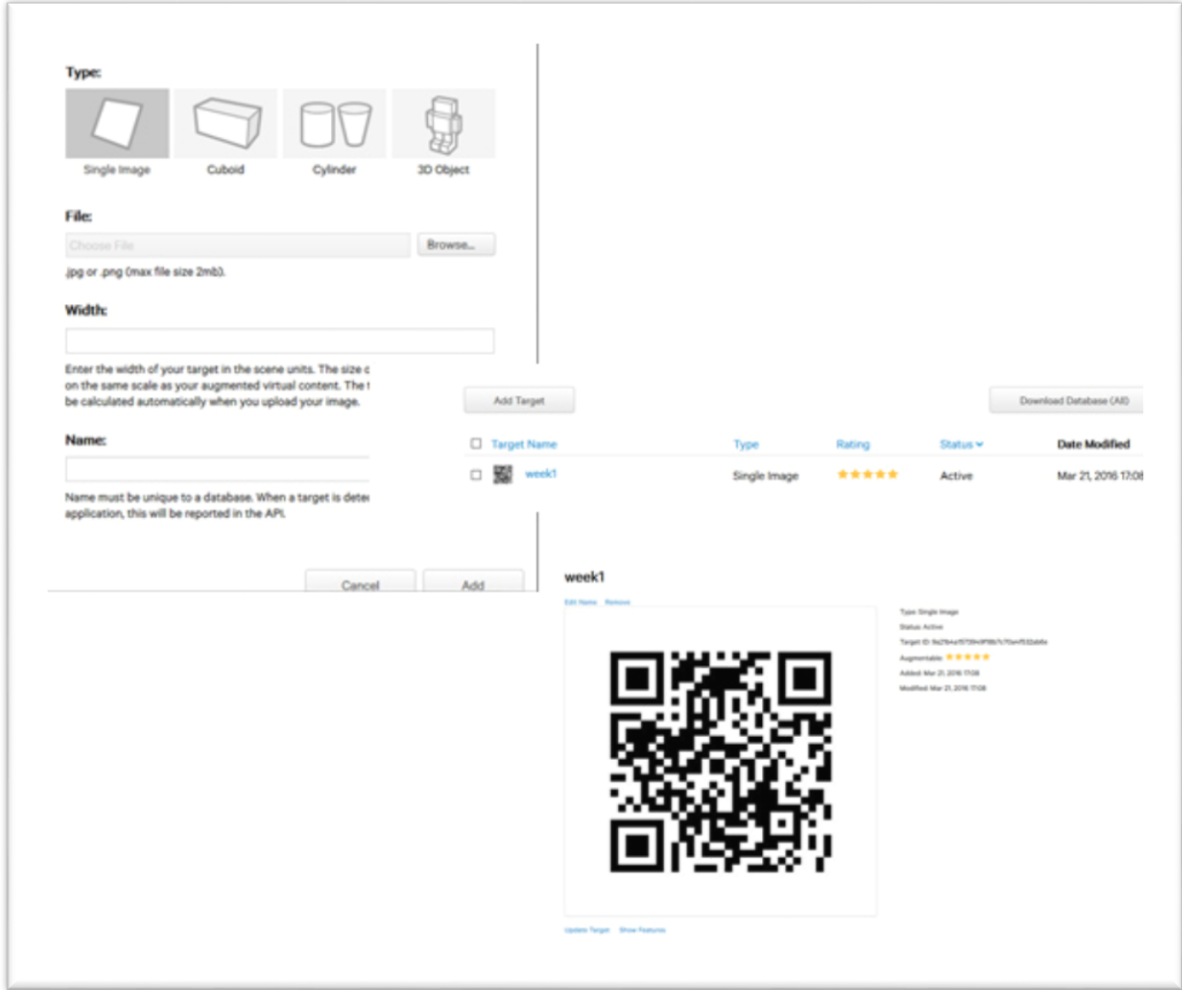 Type:
Single Image
Cuboid
Cylinder
3D Object
File:
Choose File
Browse...
.jpg or .png (max file size 2mb).
Width:
Enter the width of your target in the scene units. The size
on the same scale as your augmented virtual content. The
be calculated automatically when you upload your image.
Name:
Name must be unique to a database. When a target is
application, this will be reported in the API.
Cancel
Add
Add Target
Download Database (All)
Target Name Type Rating Status Date Modified
week1 Single Image Active Mar 21, 2016 17:08
week1
Edit Name Remove
Type: Single Image
Status: Active
Target ID:
Augmentable:
Added: Mar 21, 2016 17:08
Modified: Mar 21, 2016 17:08
Update Target Show Features